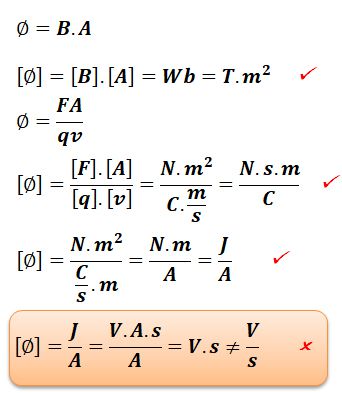 ∅ = B.A
[∅] = [B].[A] = Wb = T.m² ✓
∅ = FA/qv
[∅] = [F].[A]/[q].[v] = N.m²/C.m/s = N.s.m/C ✓
[∅] = N.m²/C/s.m = N.m/A = J/A ✓
[∅] = J/A = V.A.s/A = V.s ≠ V/s ×